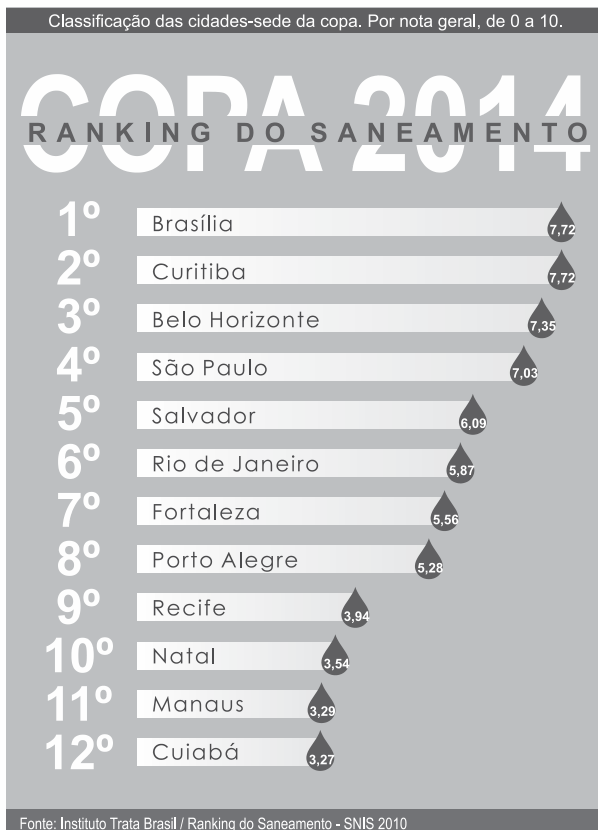 Classificação das cidades-sede da copa. Por nota geral, de 0 a 10.
COPA 2014
RANKING DO SANEAMENTO
1º Brasília 7,72
2º Curitiba 7,72
3º Belo Horizonte 7,35
4º São Paulo 7,03
5º Salvador 6,09
6º Rio de Janeiro 5,87
7º Fortaleza 5,56
8º Porto Alegre 5,28
9º Recife 3,94
10º Natal 3,54
11º Manaus 3,29
12º Cuiabá 3,27
Fonte: Instituto Trata Brasil / Ranking do Saneamento - SNIS 2010